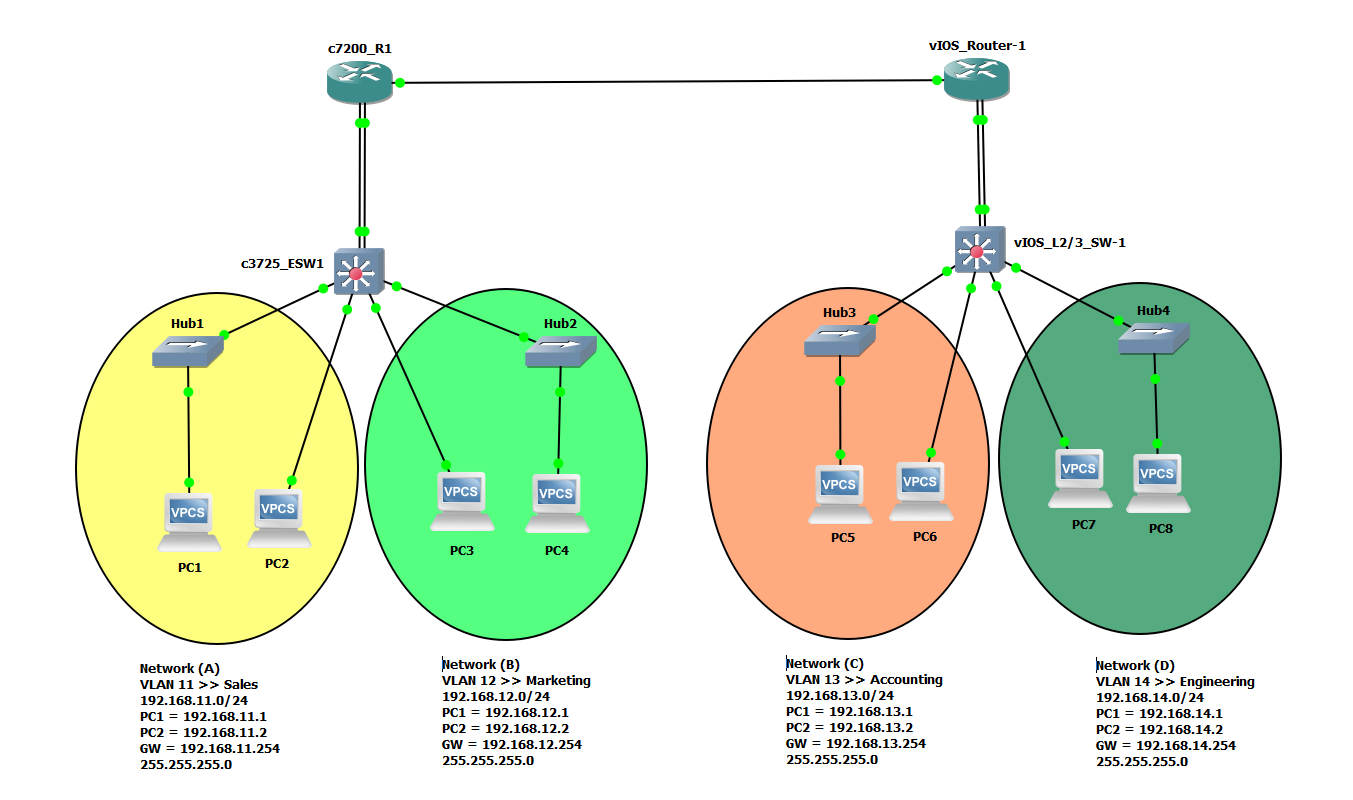 c7200_R1
vIOS_Router-1
c3725_ESW1
vIOS_L2/3_SW-1
Hub1
Hub2
Hub3
Hub4
VPCS
VPCS
VPCS
VPCS
VPCS
VPCS
VPCS
VPCS
PC1
PC2
PC3
PC4
PC5
PC6
PC7
PC8
Network (A)
VLAN 11 >> Sales
192.168.11.0/24
PC1 = 192.168.11.1
PC2 = 192.168.11.2
GW = 192.168.11.254
255.255.255.0
Network (B)
VLAN 12 >> Marketing
192.168.12.0/24
PC1 = 192.168.12.1
PC2 = 192.168.12.2
GW = 192.168.12.254
255.255.255.0
Network (C)
VLAN 13 >> Accounting
192.168.13.0/24
PC1 = 192.168.13.1
PC2 = 192.168.13.2
GW = 192.168.13.254
255.255.255.0
Network (D)
VLAN 14 >> Engineering
192.168.14.0/24
PC1 = 192.168.14.1
PC2 = 192.168.14.2
GW = 192.168.14.254
255.255.255.0